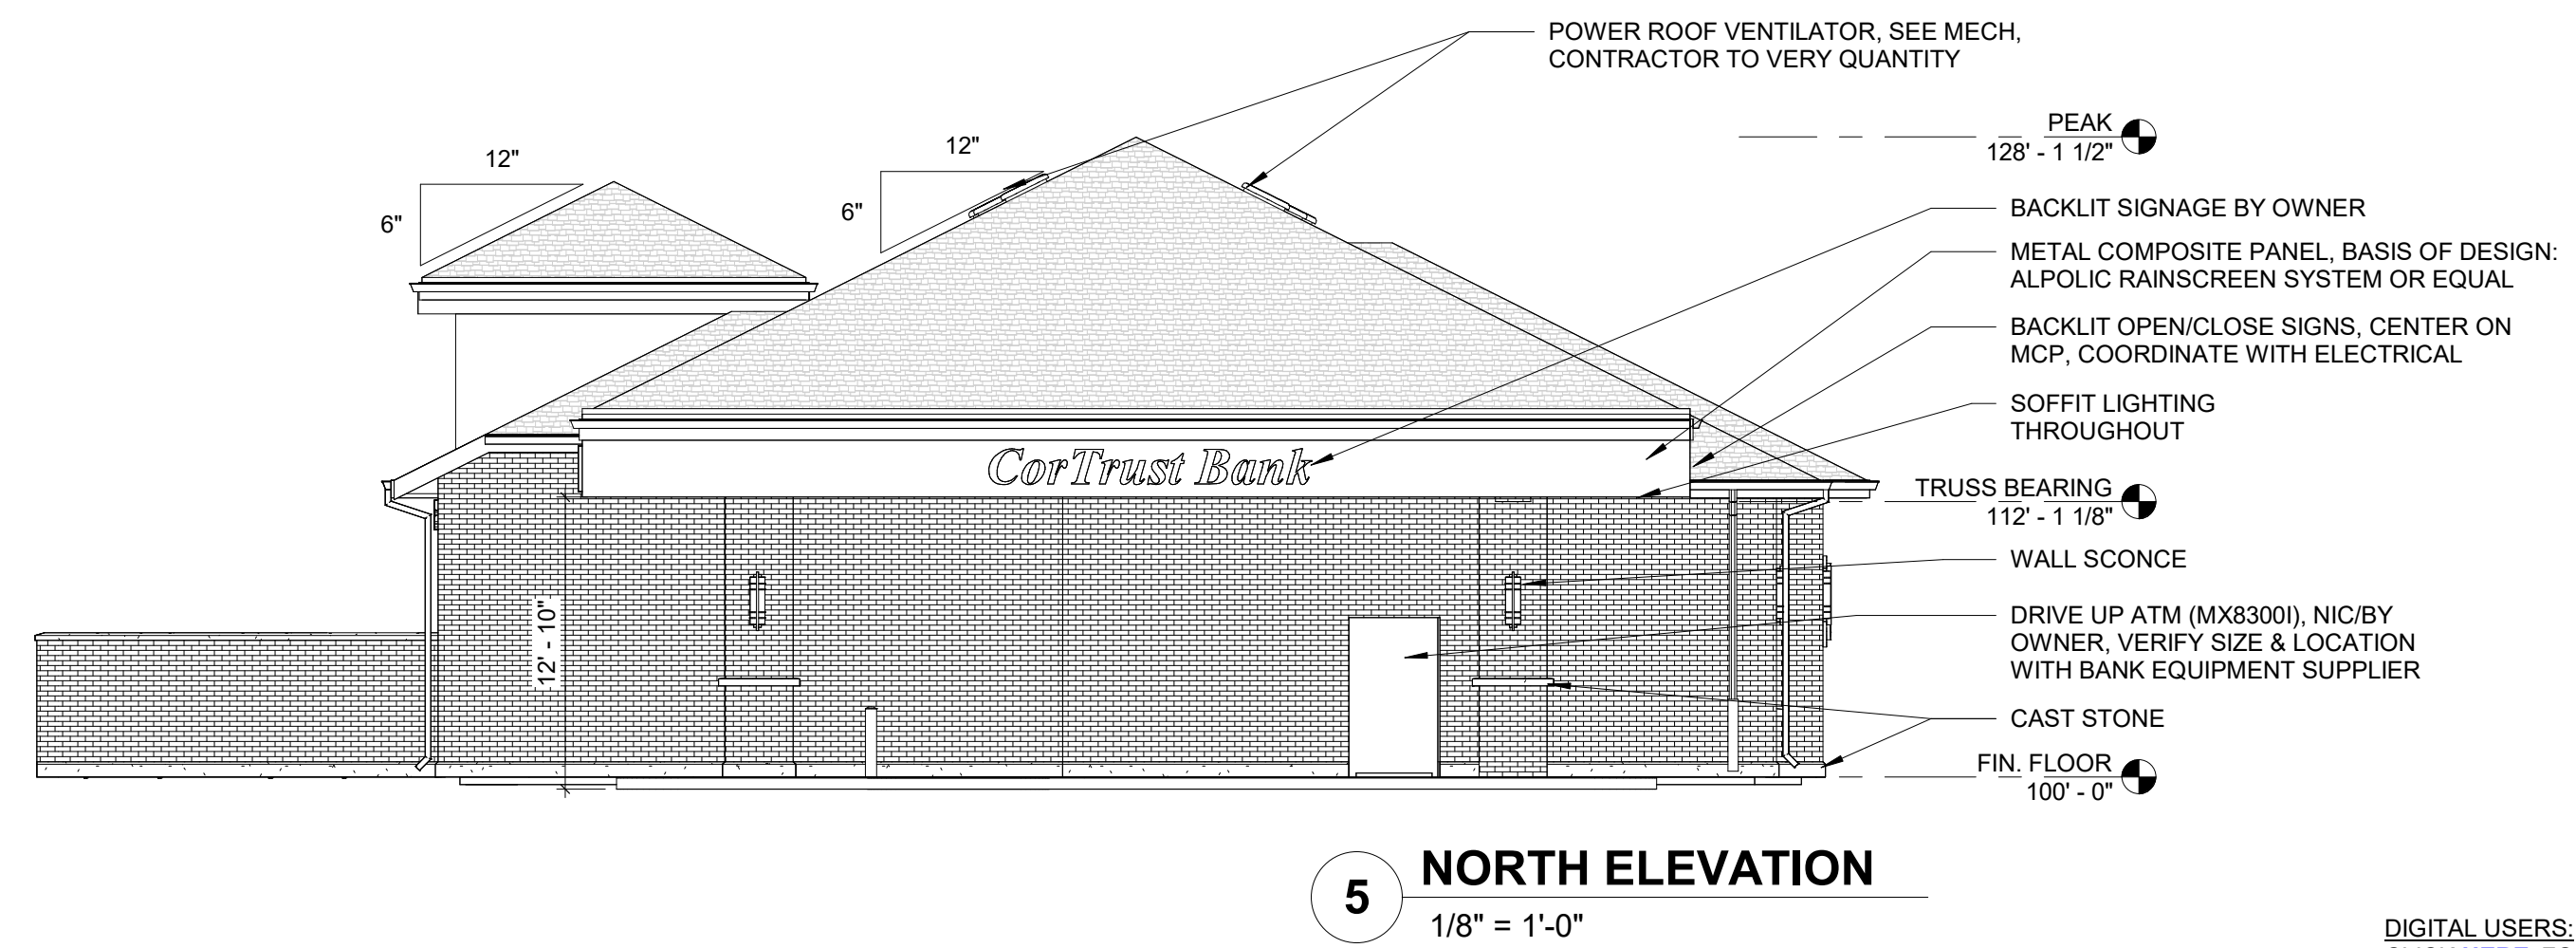 POWER ROOF VENTILATOR, SEE MECH,
CONTRACTOR TO VERY QUANTITY
PEAK
128' - 1 1/2"
12"
6"
12"
6"
BACKLIT SIGNAGE BY OWNER
METAL COMPOSITE PANEL, BASIS OF DESIGN:
ALPOLIC RAINSCREEN SYSTEM OR EQUAL
BACKLIT OPEN/CLOSE SIGNS, CENTER ON
MCP, COORDINATE WITH ELECTRICAL
SOFFIT LIGHTING
THROUGHOUT
CorTrust Bank
TRUSS BEARING
112' - 1 1/8"
WALL SCONCE
12' - 10"
DRIVE UP ATM (MX8300I), NIC/BY
OWNER, VERIFY SIZE & LOCATION
WITH BANK EQUIPMENT SUPPLIER
CAST STONE
FIN. FLOOR
100' - 0"
5
NORTH ELEVATION
1/8" = 1'-0"
DIGITAL USERS: